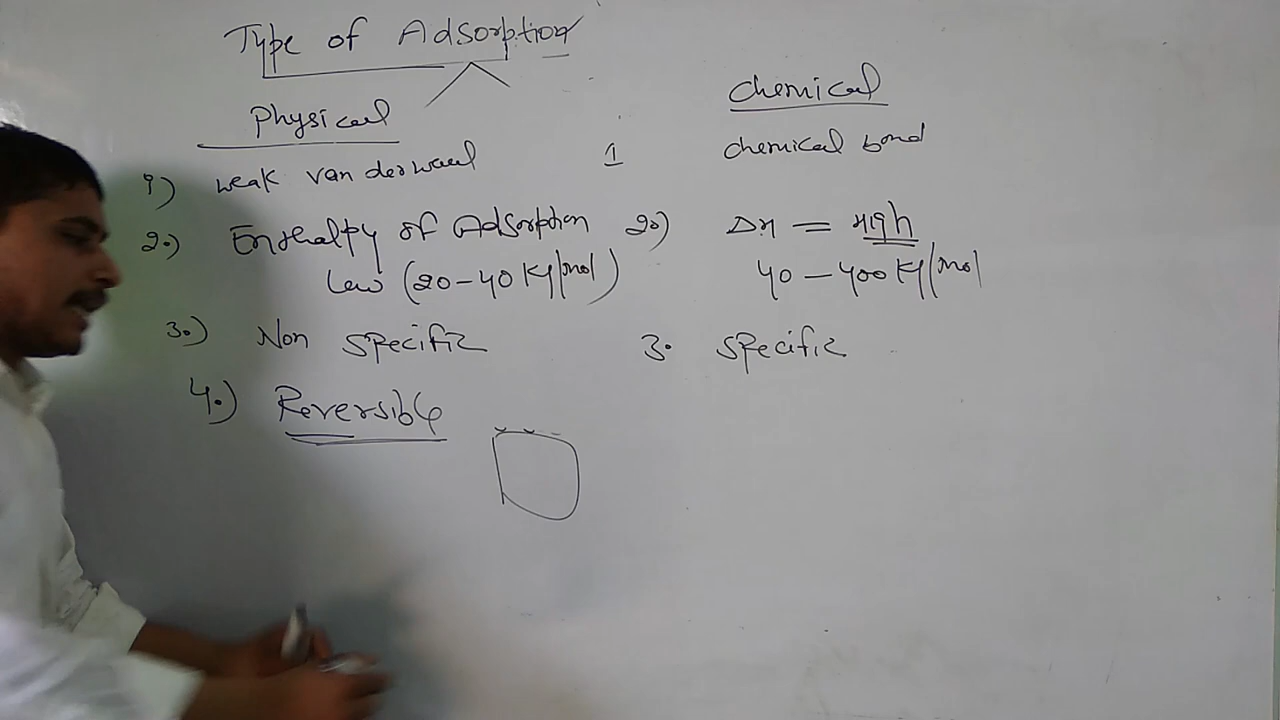 Type of Adsorption
Physical
chemical
1) weak van der waal
1 chemical bond
2.) Enthalpy of Adsorption
low (20-40 KJ/mol)
2.) ΔH = high
40 - 400 KJ/mol
3.) Non specific
3. specific
4.) Reversible